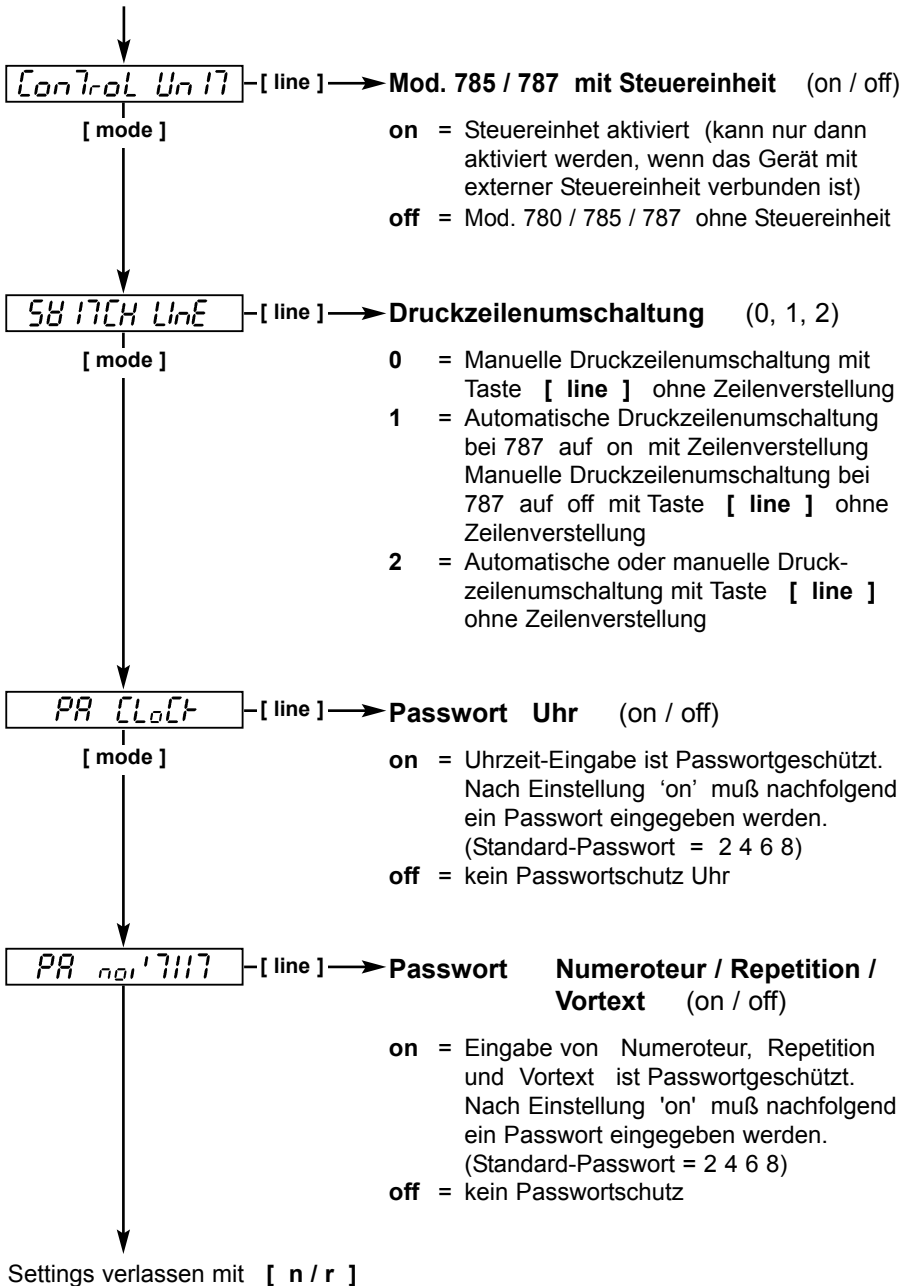 ConTroL UnIT [ line ] Mod. 785 / 787 mit Steuereinheit (on / off)
[ mode ]
on = Steuereinhet aktiviert (kann nur dann
aktiviert werden, wenn das Gerät mit
externer Steuereinheit verbunden ist)
off = Mod. 780 / 785 / 787 ohne Steuereinheit
SWITCH LInE [ line ] Druckzeilenumschaltung (0, 1, 2)
[ mode ]
0 = Manuelle Druckzeilenumschaltung mit
Taste [ line ] ohne Zeilenverstellung
1 = Automatische Druckzeilenumschaltung
bei 787 auf on mit Zeilenverstellung
Manuelle Druckzeilenumschaltung bei
787 auf off mit Taste [ line ] ohne
Zeilenverstellung
2 = Automatische oder manuelle Druck-
zeilenumschaltung mit Taste [ line ]
ohne Zeilenverstellung
PA CLoCk [ line ] Passwort Uhr (on / off)
[ mode ]
on = Uhrzeit-Eingabe ist Passwortgeschützt.
Nach Einstellung ‘on’ muß nachfolgend
ein Passwort eingegeben werden.
(Standard-Passwort = 2 4 6 8)
off = kein Passwortschutz Uhr
PA [ line ] Passwort Numeroteur / Repetition /
Vortext (on / off)
on = Eingabe von Numeroteur, Repetition
und Vortext ist Passwortgeschützt.
Nach Einstellung 'on' muß nachfolgend
ein Passwort eingegeben werden.
(Standard-Passwort = 2 4 6 8)
off = kein Passwortschutz
Settings verlassen mit [ n / r ]